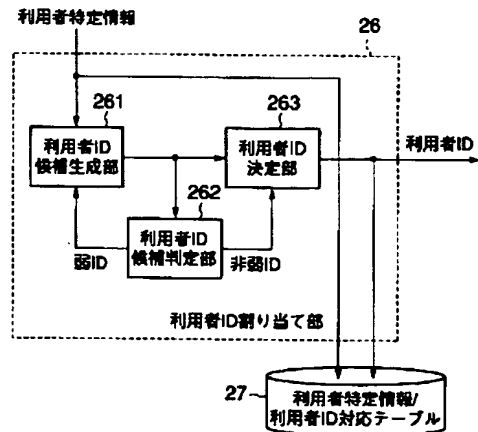 利用者特定情報
26
261
263
利用者ID
候補生成部
利用者ID
決定部
利用者ID
262
利用者ID
候補判定部
弱ID
非弱ID
利用者ID割り当て部
27
利用者特定情報/
利用者ID対応テーブル